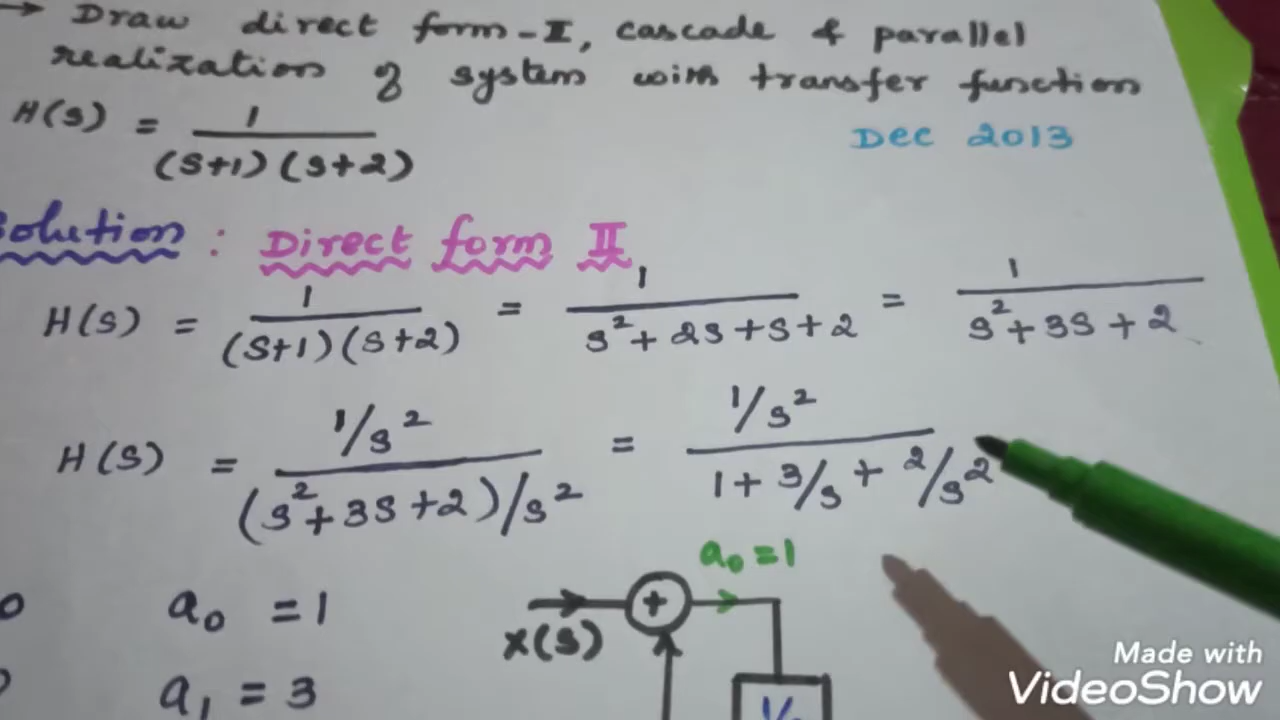 → Draw direct form-II, cascade & parallel
realization of system with transfer function
H(s) = 1 / (s+1)(s+2)
Dec 2013
Solution : Direct form II
H(s) = 1 / (s+1)(s+2) = 1 / s²+2s+s+2 = 1 / s²+3s+2
H(s) = 1/s² / (s²+3s+2)/s² = 1/s² / 1+3/s+2/s²
a₀ = 1
a₀ = 1
+
X(s)
a₁ = 3
Made with
VideoShow